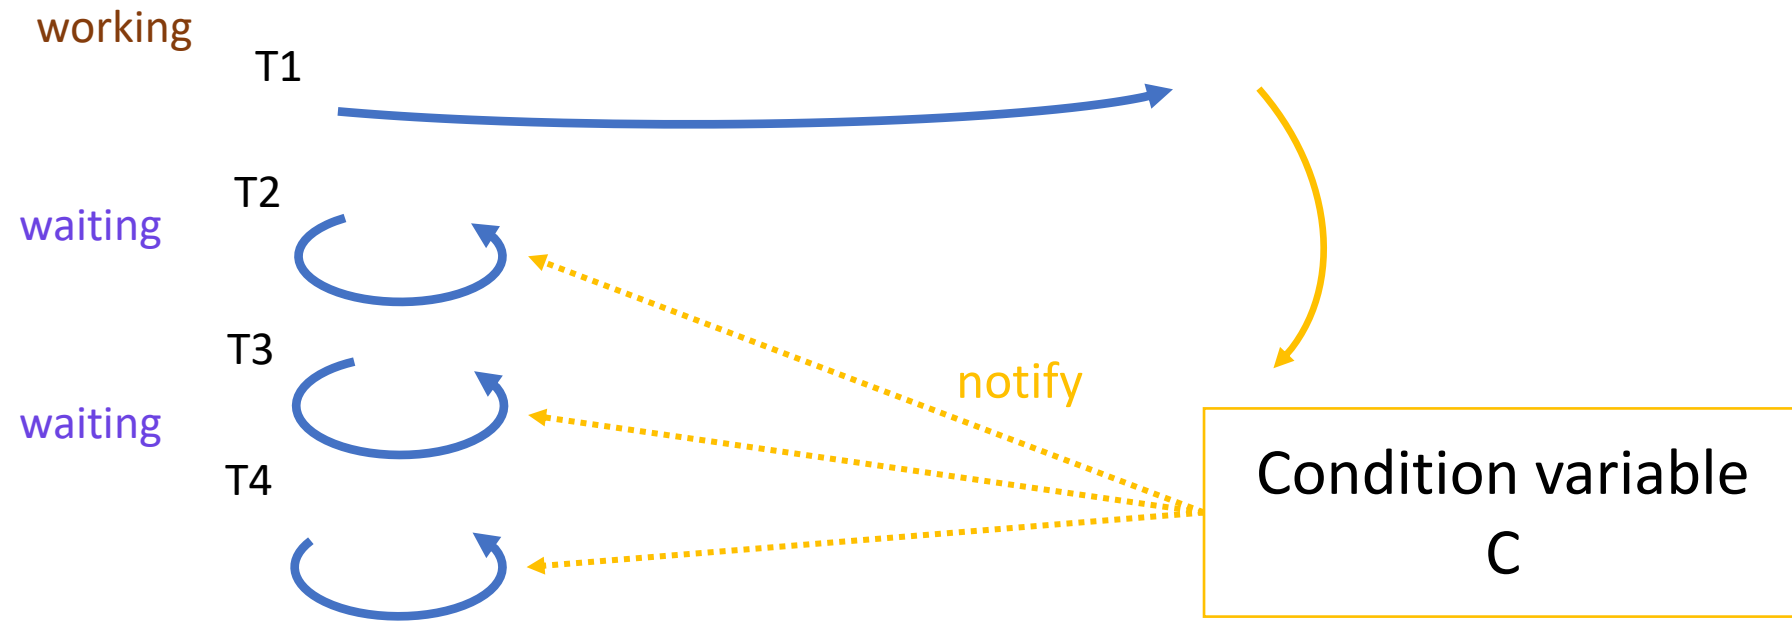 working
T1
T2
waiting
T3
notify
waiting
T4
Condition variable
C